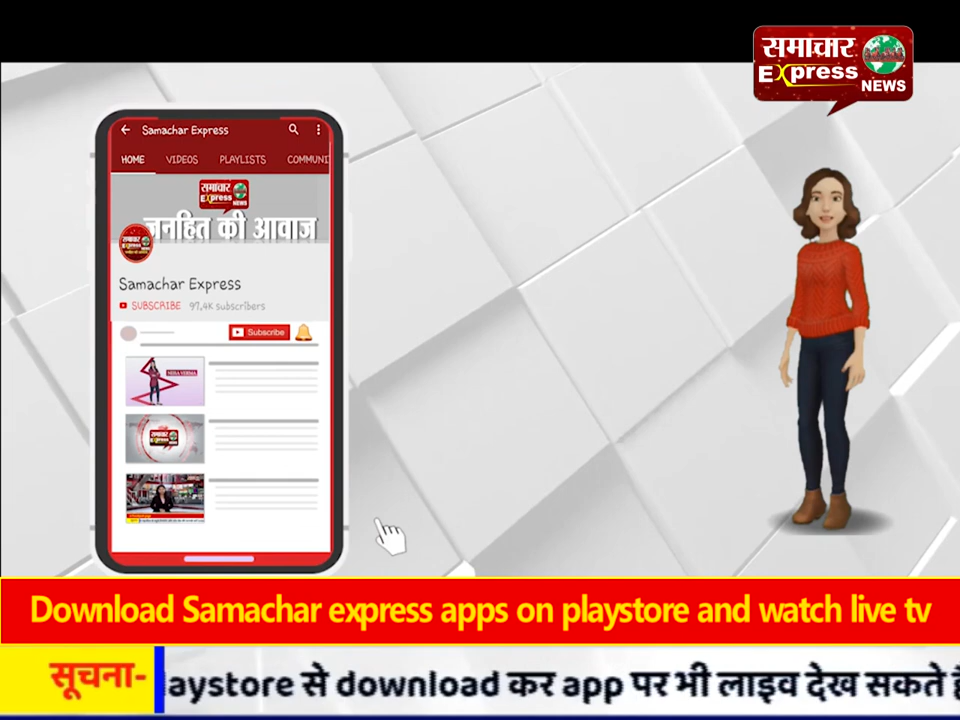 समाचार
Express
NEWS
Samachar Express
HOME VIDEOS PLAYLISTS COMMUNI
समाचार
Express
NEWS
जनहित की आवाज
Samachar Express
SUBSCRIBE 97.4K subscribers
Subscribe
Download Samachar express apps on playstore and watch live tv
सूचना- laystore से download कर app पर भी लाइव देख सकते है